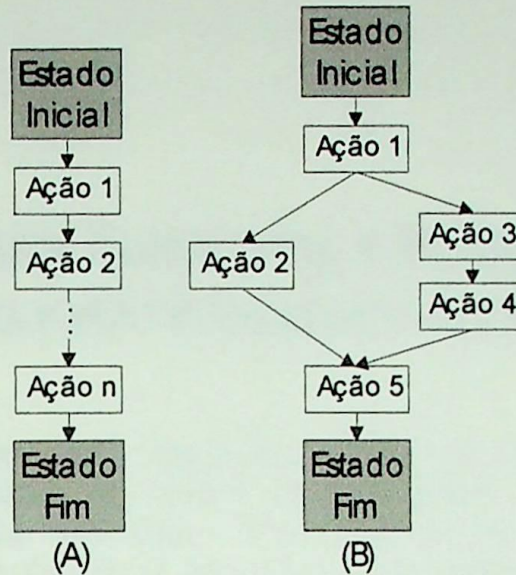 Estado
Inicial
Ação 1
Ação 2
Ação n
Estado
Fim
(A)
Estado
Inicial
Ação 1
Ação 2
Ação 3
Ação 4
Ação 5
Estado
Fim
(B)